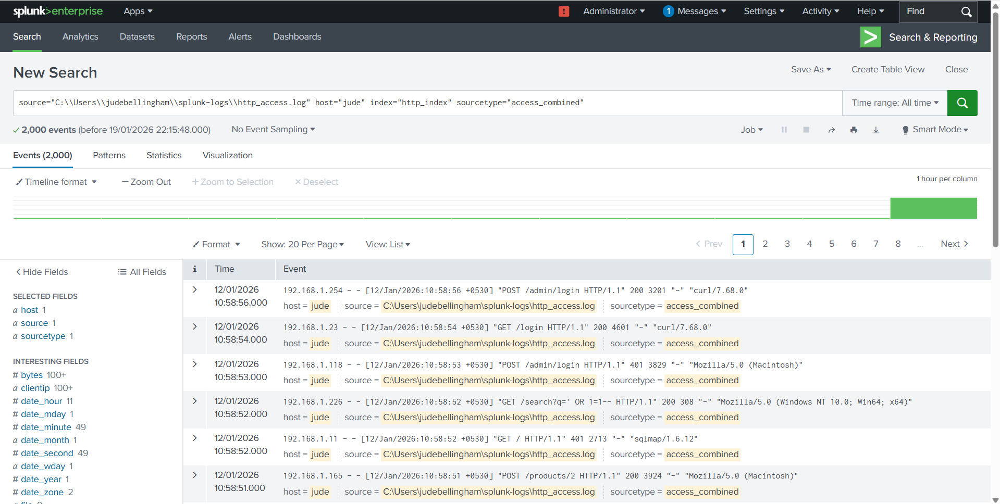 splunk>enterprise Apps ! Administrator 1 Messages Settings Activity Help Find
Search Analytics Datasets Reports Alerts Dashboards > Search & Reporting
New Search Save As Create Table View Close
source="C:\\Users\\judebellingham\\splunk-logs\\http_access.log" host="jude" index="http_index" sourcetype="access_combined" Time range: All time
✓ 2,000 events (before 19/01/2026 22:15:48.000) No Event Sampling Job Smart Mode
Events (2,000) Patterns Statistics Visualization
Timeline format — Zoom Out + Zoom to Selection × Deselect 1 hour per column
Format Show: 20 Per Page View: List < Prev 1 2 3 4 5 6 7 8 ... Next >
< Hide Fields All Fields
SELECTED FIELDS
a host 1
a source 1
a sourcetype 1
INTERESTING FIELDS
# bytes 100+
a clientip 100+
# date_hour 11
# date_mday 1
# date_minute 49
a date_month 1
# date_second 49
a date_wday 1
# date_year 1
# date_zone 2
i Time Event
> 12/01/2026 10:58:56.000 192.168.1.254 - - [12/Jan/2026:10:58:56 +0530] "POST /admin/login HTTP/1.1" 200 3201 "-" "curl/7.68.0"
host = jude source = C:\Users\judebellingham\splunk-logs\http_access.log sourcetype = access_combined
> 12/01/2026 10:58:54.000 192.168.1.23 - - [12/Jan/2026:10:58:54 +0530] "GET /login HTTP/1.1" 200 4601 "-" "curl/7.68.0"
host = jude source = C:\Users\judebellingham\splunk-logs\http_access.log sourcetype = access_combined
> 12/01/2026 10:58:53.000 192.168.1.118 - - [12/Jan/2026:10:58:53 +0530] "POST /admin/login HTTP/1.1" 401 3829 "-" "Mozilla/5.0 (Macintosh)"
host = jude source = C:\Users\judebellingham\splunk-logs\http_access.log sourcetype = access_combined
> 12/01/2026 10:58:52.000 192.168.1.226 - - [12/Jan/2026:10:58:52 +0530] "GET /search?q=' OR 1=1-- HTTP/1.1" 200 308 "-" "Mozilla/5.0 (Windows NT 10.0; Win64; x64)"
host = jude source = C:\Users\judebellingham\splunk-logs\http_access.log sourcetype = access_combined
> 12/01/2026 10:58:52.000 192.168.1.11 - - [12/Jan/2026:10:58:52 +0530] "GET / HTTP/1.1" 401 2713 "-" "sqlmap/1.6.12"
host = jude source = C:\Users\judebellingham\splunk-logs\http_access.log sourcetype = access_combined
> 12/01/2026 10:58:51.000 192.168.1.165 - - [12/Jan/2026:10:58:51 +0530] "POST /products/2 HTTP/1.1" 200 3924 "-" "Mozilla/5.0 (Macintosh)"
host = jude source = C:\Users\judebellingham\splunk-logs\http_access.log sourcetype = access_combined